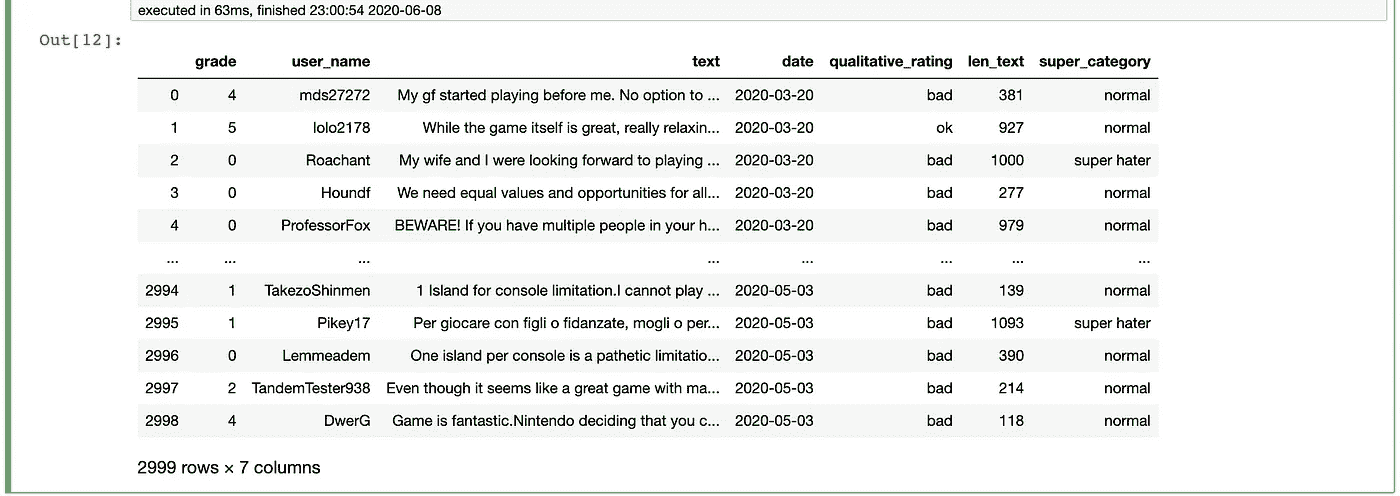 executed in 63ms, finished 23:00:54 2020-06-08
Out[12]:
grade user_name text date qualitative_rating len_text super_category
0 4 mds27272 My gf started playing before me. No option to ... 2020-03-20 bad 381 normal
1 5 lolo2178 While the game itself is great, really relaxin... 2020-03-20 ok 927 normal
2 0 Roachant My wife and I were looking forward to playing ... 2020-03-20 bad 1000 super hater
3 0 Houndf We need equal values and opportunities for all... 2020-03-20 bad 277 normal
4 0 ProfessorFox BEWARE! If you have multiple people in your h... 2020-03-20 bad 979 normal
... ... ... ... ... ... ... ...
2994 1 TakezoShinmen 1 Island for console limitation.I cannot play ... 2020-05-03 bad 139 normal
2995 1 Pikey17 Per giocare con figli o fidanzate, mogli o per... 2020-05-03 bad 1093 super hater
2996 0 Lemmeadem One island per console is a pathetic limitatio... 2020-05-03 bad 390 normal
2997 2 TandemTester938 Even though it seems like a great game with ma... 2020-05-03 bad 214 normal
2998 4 DwerG Game is fantastic.Nintendo deciding that you c... 2020-05-03 bad 118 normal
2999 rows × 7 columns